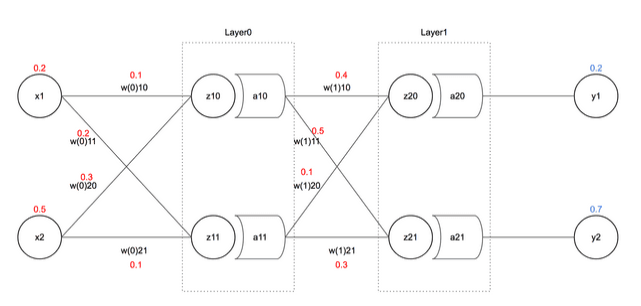 Layer0 Layer1
0.2 0.1 0.4 0.2
x1 w(0)10 z10 a10 w(1)10 z20 a20 y1
0.2 0.5
w(0)11 w(1)11
0.3 0.1
w(0)20 w(1)20
0.5 0.7
x2 z11 a11 z21 a21 y2
w(0)21 w(1)21
0.1 0.3